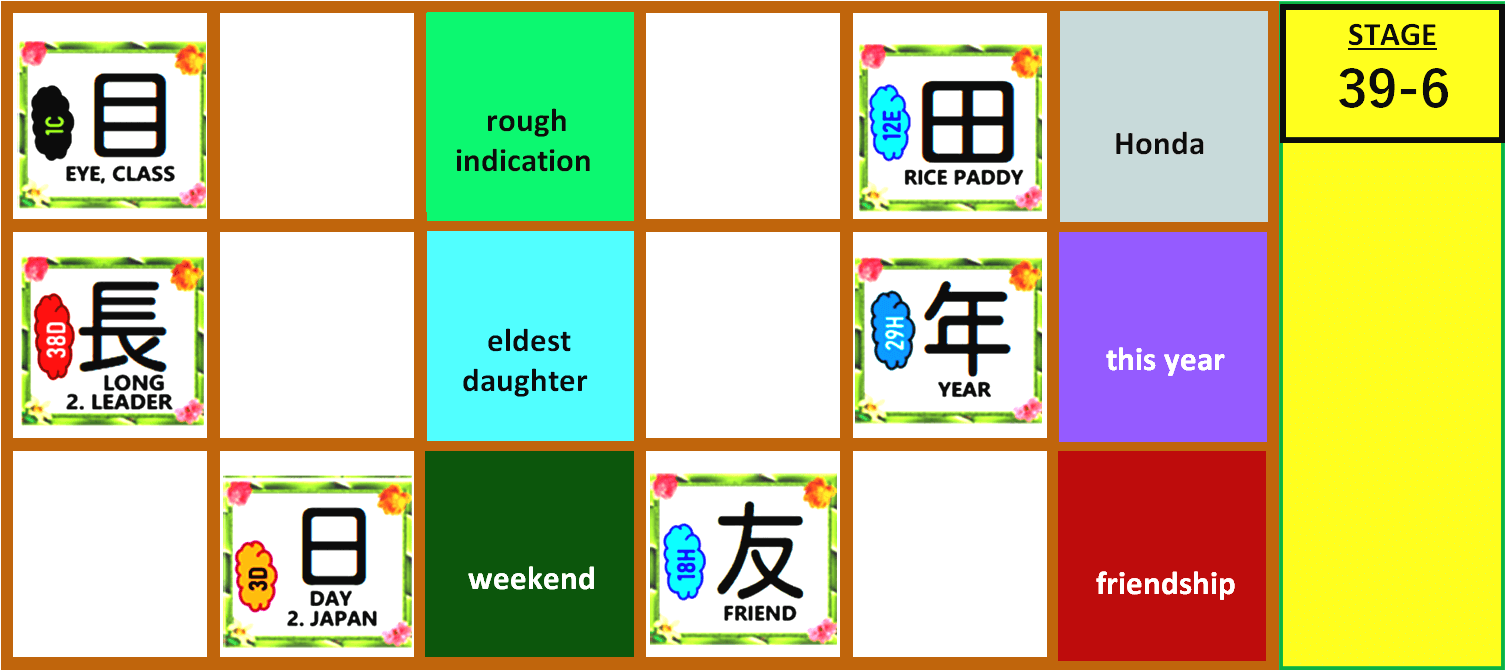 1C
目
EYE, CLASS
rough
indication
12E
田
RICE PADDY
Honda
STAGE
39-6
38D
長
LONG
2. LEADER
eldest
daughter
29H
年
YEAR
this year
3D
日
DAY
2. JAPAN
weekend
18H
友
FRIEND
friendship